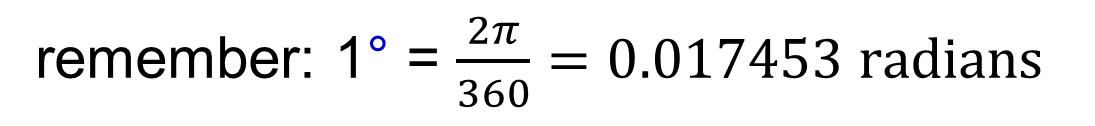 remember: 1° = 2π/360 = 0.017453 radians